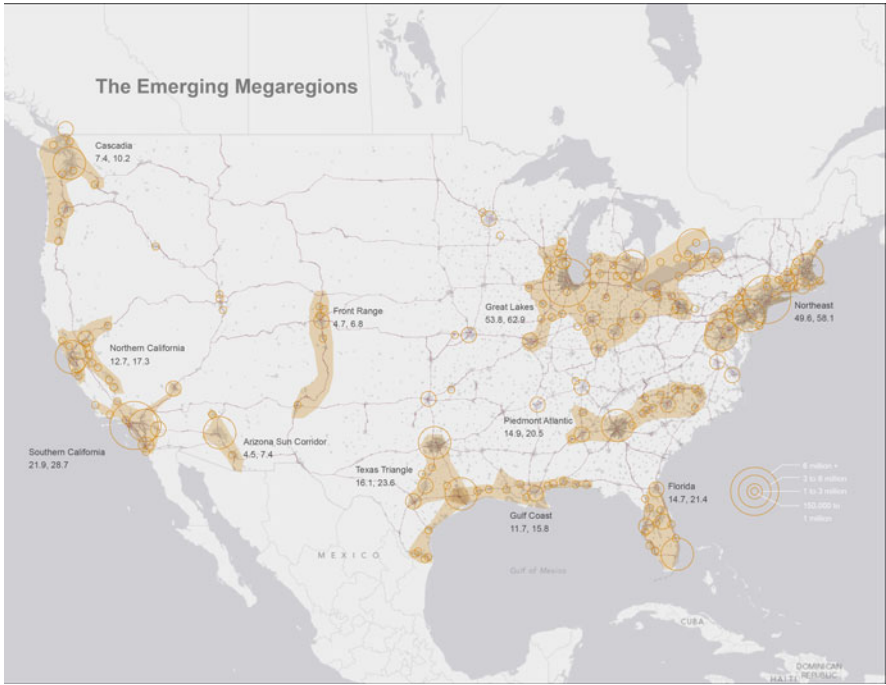 The Emerging Megaregions
Cascadia
7.4, 10.2
Front Range
4.7, 6.8
Great Lakes
53.8, 62.9
Northeast
49.6, 58.1
Northern California
12.7, 17.3
Southern California
21.9, 28.7
Arizona Sun Corridor
4.5, 7.4
Texas Triangle
16.1, 23.6
Piedmont Atlantic
14.9, 20.5
Gulf Coast
11.7, 15.8
Florida
14.7, 21.4
6 million +
3 to 6 million
1 to 3 million
150,000 to
1 million
MEXICO
Gulf of Mexico
CUBA
HAITI
DOMINICAN
REPUBLIC